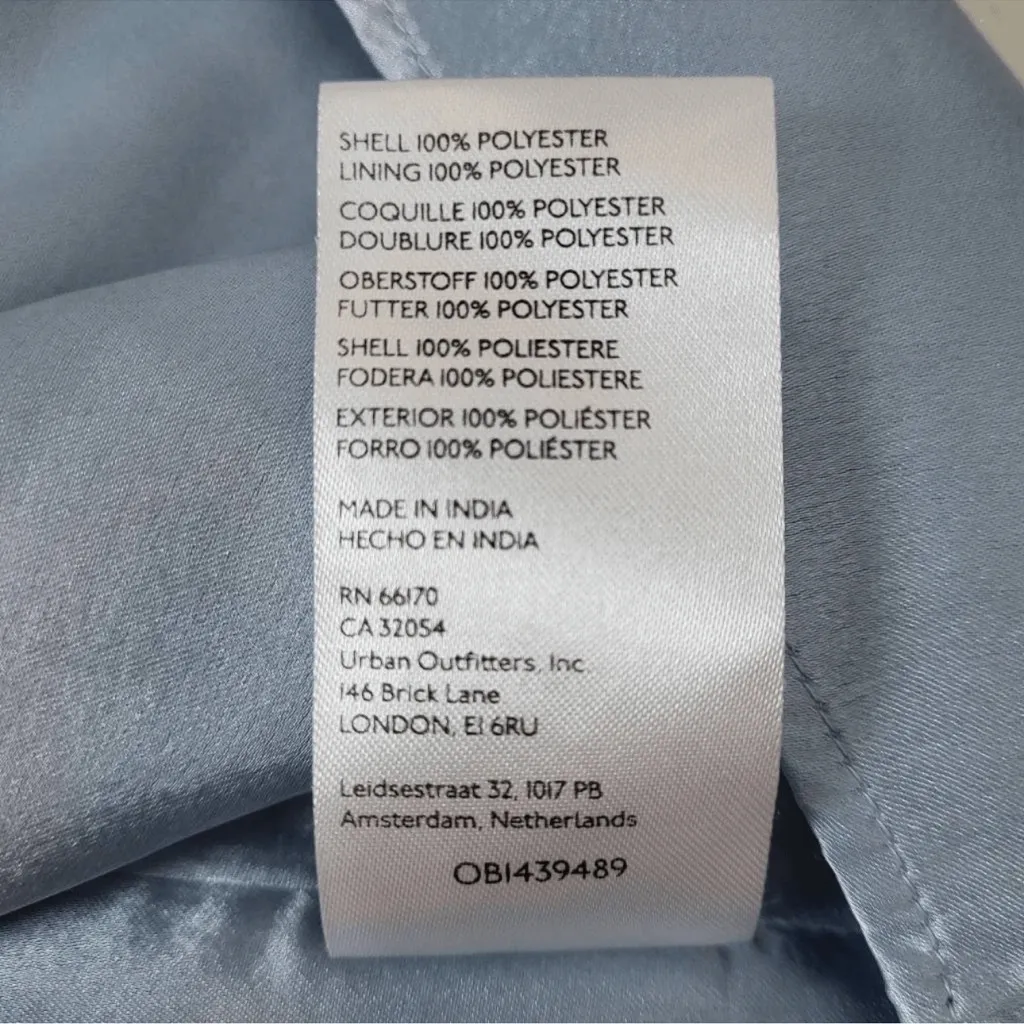 SHELL 100% POLYESTER
LINING 100% POLYESTER
COQUILLE 100% POLYESTER
DOUBLURE 100% POLYESTER
OBERSTOFF 100% POLYESTER
FUTTER 100% POLYESTER
SHELL 100% POLIESTERE
FODERA 100% POLIESTERE
EXTERIOR 100% POLIÉSTER
FORRO 100% POLIÉSTER
MADE IN INDIA
HECHO EN INDIA
RN 66170
CA 32054
Urban Outfitters, Inc.
146 Brick Lane
LONDON, E1 6RU
Leidsestraat 32, 1017 PB
Amsterdam, Netherlands
OB1439489